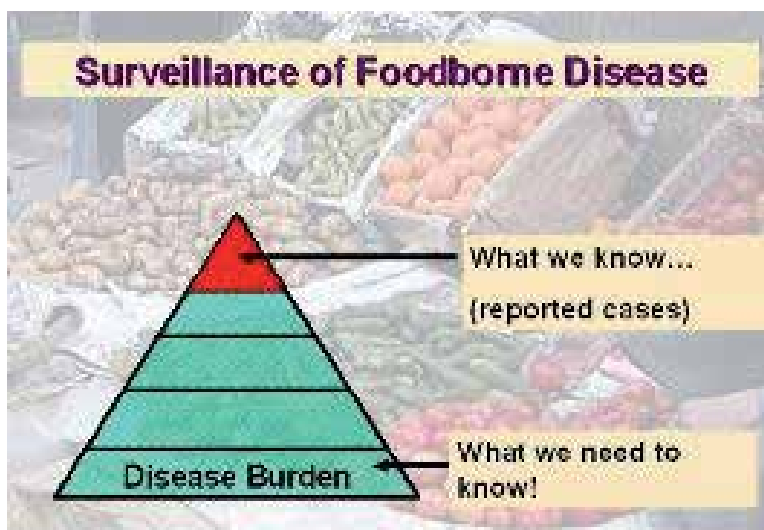 Surveillance of Foodborne Disease
What we know...
(reported cases)
Disease Burden
What we need to
know!